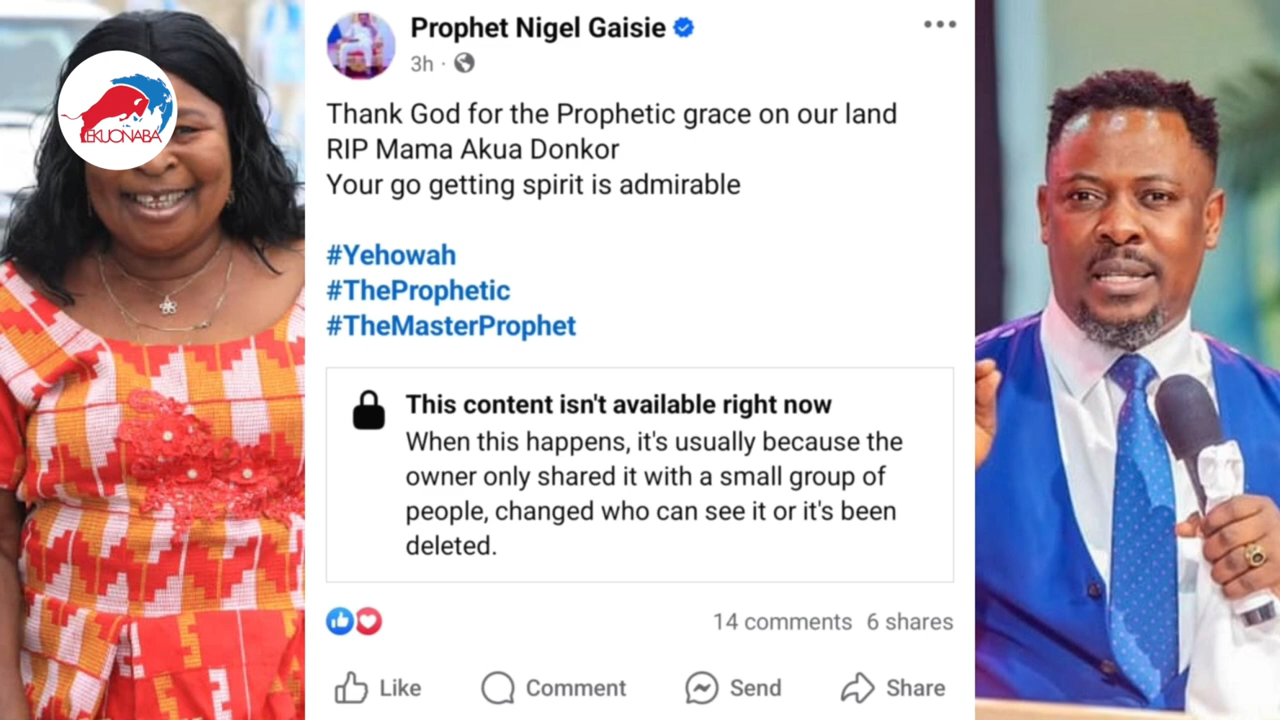 EKUONABA
Prophet Nigel Gaisie
3h ·
Thank God for the Prophetic grace on our land
RIP Mama Akua Donkor
Your go getting spirit is admirable
#Yehowah
#TheProphetic
#TheMasterProphet
This content isn't available right now
When this happens, it's usually because the
owner only shared it with a small group of
people, changed who can see it or it's been
deleted.
14 comments 6 shares
Like Comment Send Share